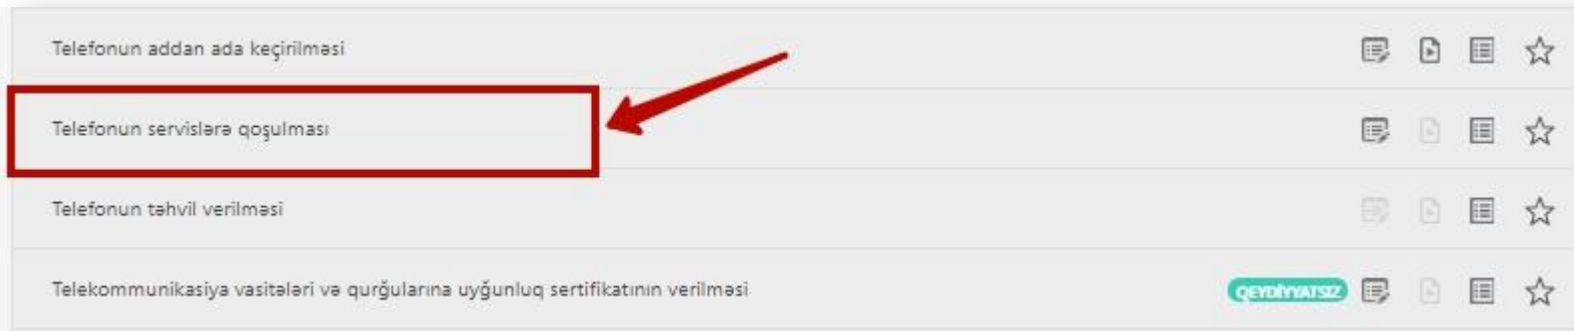 Telefonun addan ada keçirilməsi
Telefonun servislərə qoşulması
Telefonun təhvil verilməsi
Telekommunikasiya vasitələri və qurğularına uyğunluq sertifikatının verilməsi QEYDİYYATSIZ